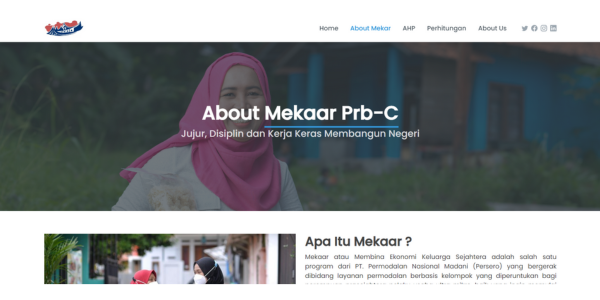 Home About Mekar AHP Perhitungan About Us
About Mekaar Prb-C
Jujur, Disiplin dan Kerja Keras Membangun Negeri
Apa Itu Mekaar ?
Mekaar atau Membina Ekonomi Keluarga Sejahtera adalah salah satu
program dari PT. Permodalan Nasional Madani (Persero) yang bergerak
dibidang layanan permodalan berbasis kelompok yang diperuntukan bagi